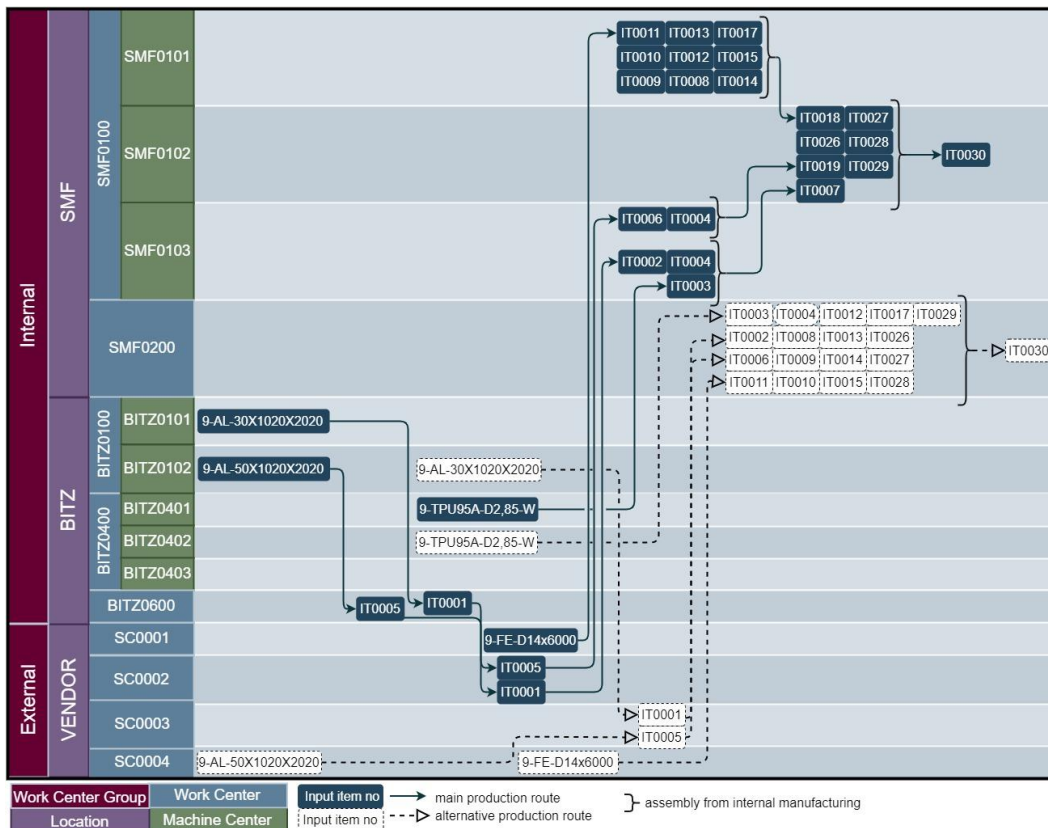 Internal
External
SMF
BITZ
VENDOR
SMF0100
SMF0101
SMF0102
SMF0103
SMF0200
BITZ0100
BITZ0101
BITZ0102
BITZ0400
BITZ0401
BITZ0402
BITZ0403
BITZ0600
SC0001
SC0002
SC0003
SC0004
IT0011 IT0013 IT0017
IT0010 IT0012 IT0015
IT0009 IT0008 IT0014
IT0018 IT0027
IT0026 IT0028
IT0019 IT0029
IT0007
IT0030
IT0006 IT0004
IT0002 IT0004
IT0003
IT0003 IT0004 IT0012 IT0017 IT0029
IT0002 IT0008 IT0013 IT0026
IT0006 IT0009 IT0014 IT0027
IT0011 IT0010 IT0015 IT0028
IT0030
9-AL-30X1020X2020
9-AL-50X1020X2020
9-AL-30X1020X2020
9-TPU95A-D2,85-W
9-TPU95A-D2,85-W
IT0005
IT0001
9-FE-D14x6000
IT0005
IT0001
IT0001
IT0005
9-AL-50X1020X2020
9-FE-D14x6000
Work Center Group
Work Center
Location
Machine Center
Input item no
main production route
Input item no
alternative production route
assembly from internal manufacturing